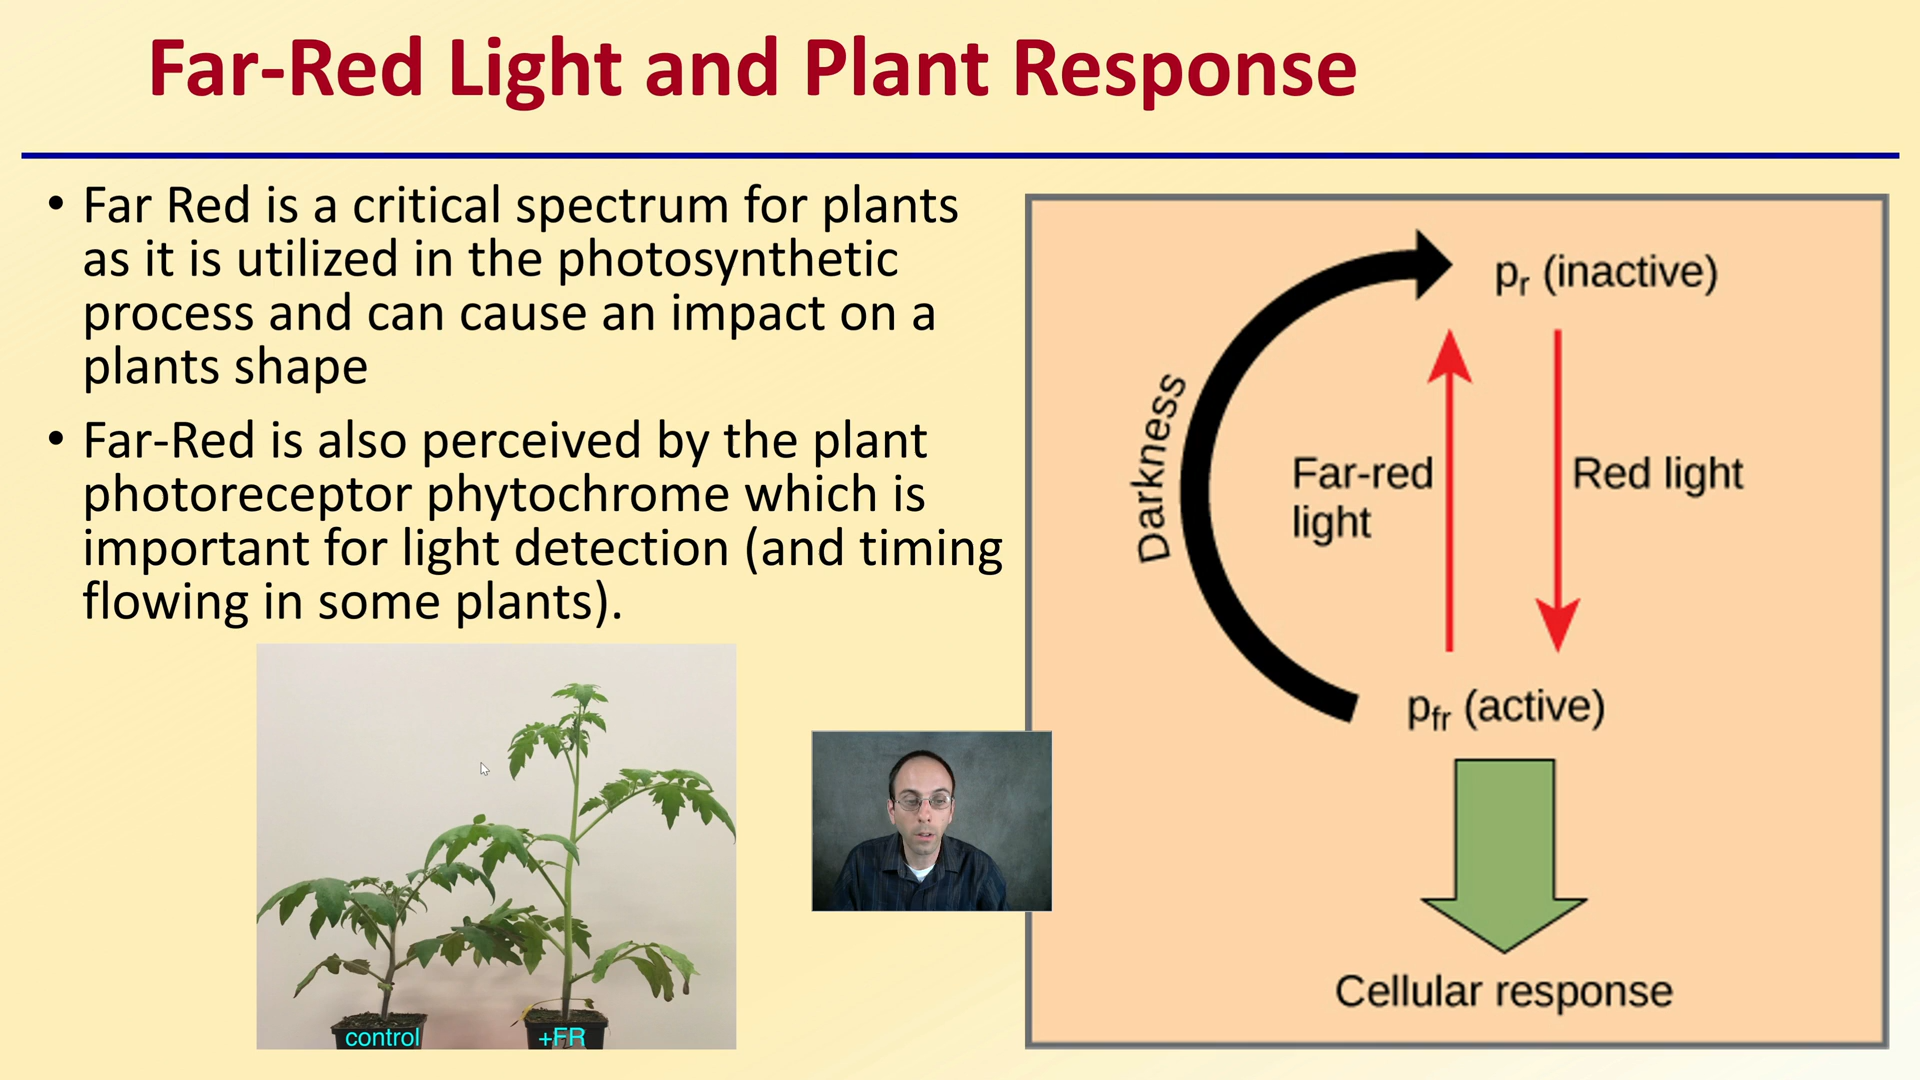 Far-Red Light and Plant Response
• Far Red is a critical spectrum for plants
as it is utilized in the photosynthetic
process and can cause an impact on a
plants shape
• Far-Red is also perceived by the plant
photoreceptor phytochrome which is
important for light detection (and timing
flowing in some plants).
control
+FR
pr (inactive)
Darkness
Far-red
light
Red light
pfr (active)
Cellular response